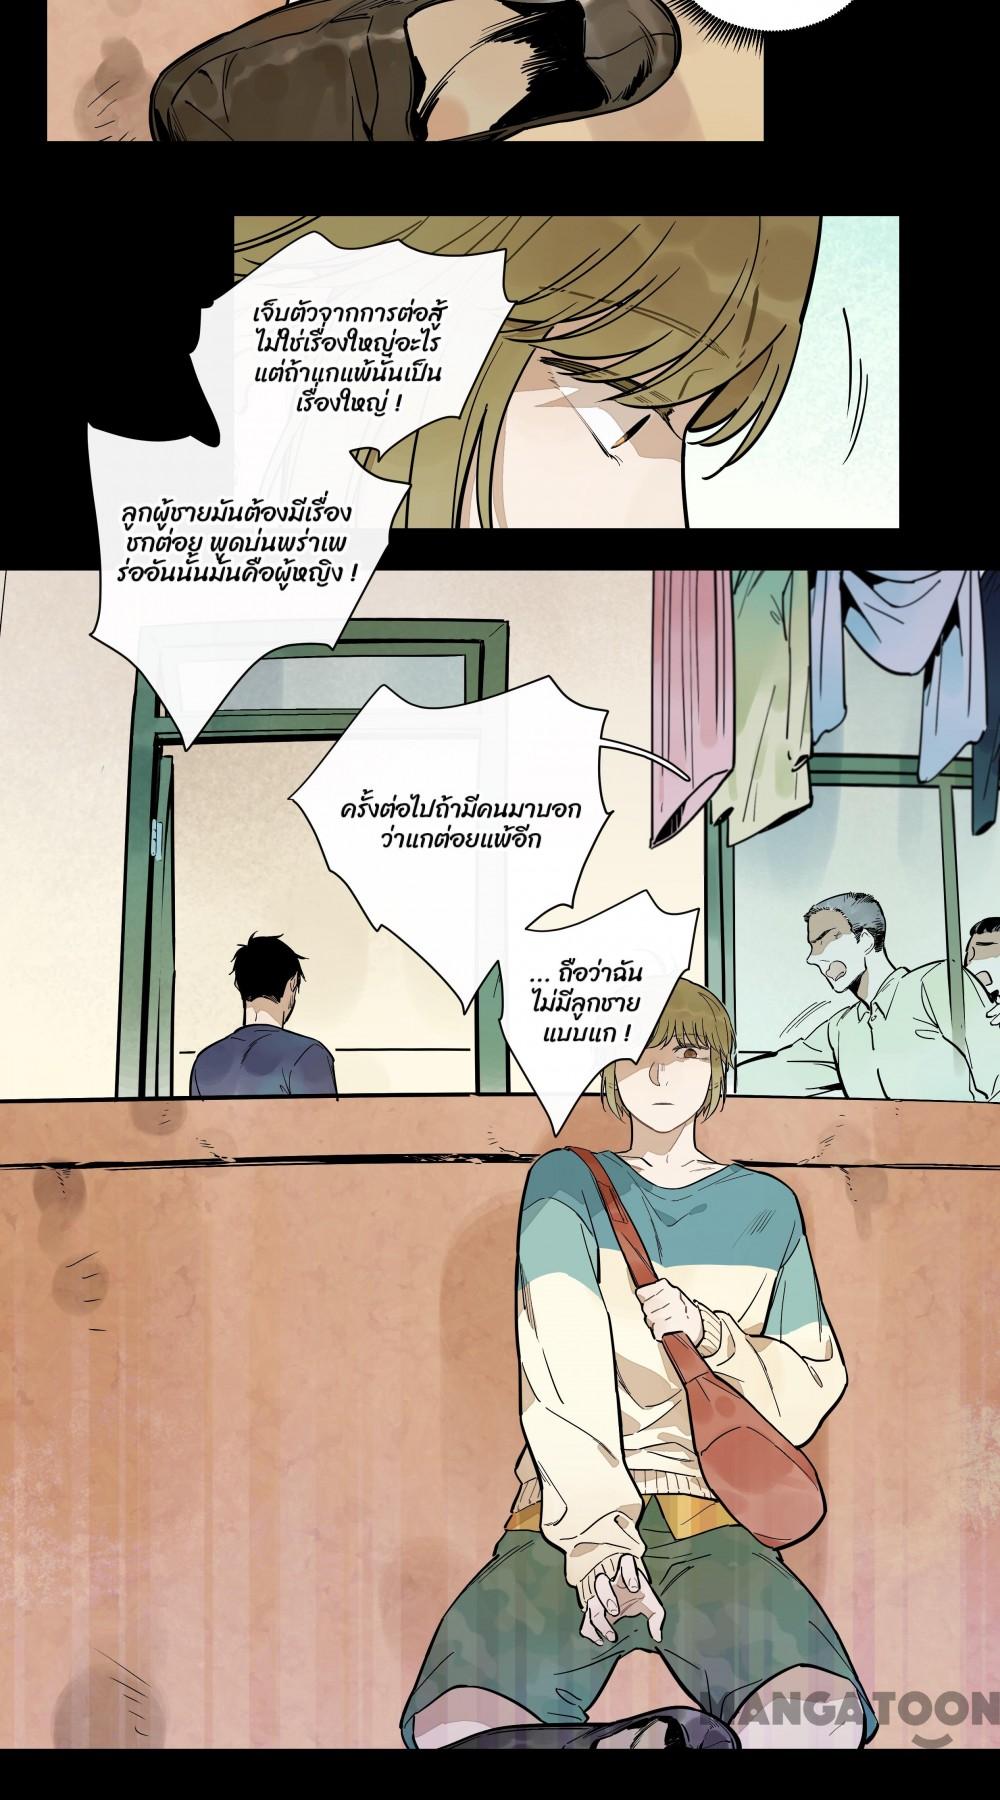 เจ็บตัวจากการต่อสู้
ไม่ใช่เรื่องใหญ่อะไร
แต่ถ้าแกแพ้นั่นเป็น
เรื่องใหญ่ !
ลูกผู้ชายมันต้องมีเรื่อง
ชกต่อย พูดบ่นพร่ำเพ
ร่ออันนั้นมันคือผู้หญิง !
ครั้งต่อไปถ้ามีคนมาบอก
ว่าแกต่อยแพ้อีก
... ถือว่าฉัน
ไม่มีลูกชาย
แบบแก !
MANGATOON